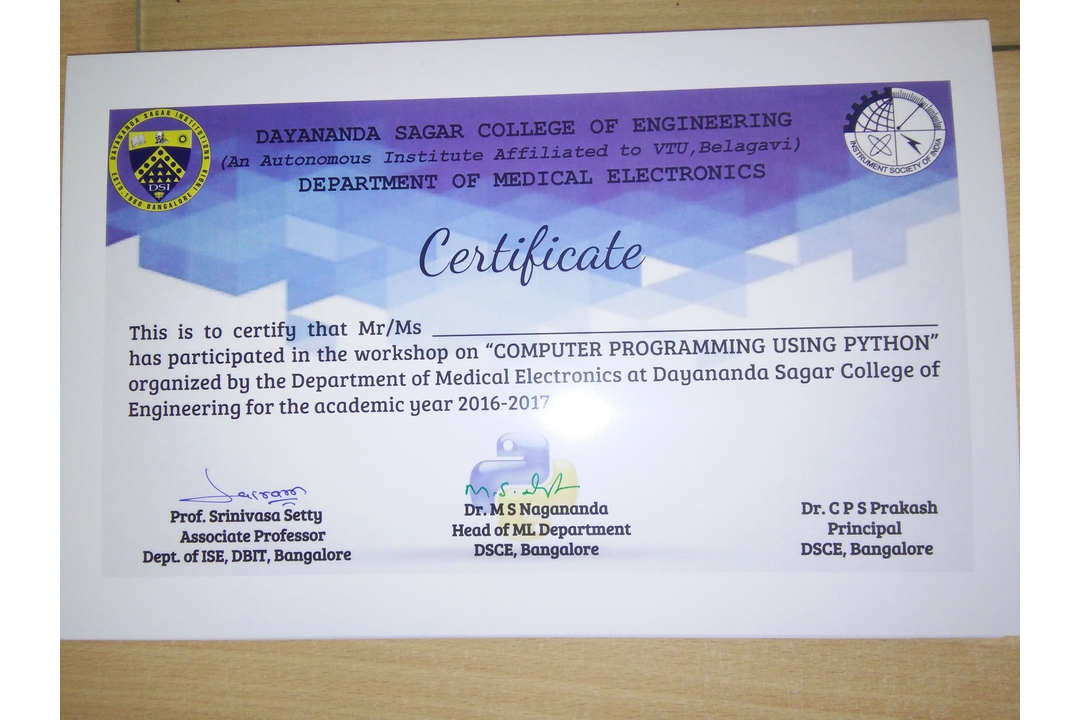 DAYANANDA SAGAR COLLEGE OF ENGINEERING
(An Autonomous Institute Affiliated to VTU,Belagavi)
DEPARTMENT OF MEDICAL ELECTRONICS
DAYANANDA SAGAR INSTITUTIONS
DSI
BANGALORE INDIA
INSTRUMENT SOCIETY OF INDIA
Certificate
This is to certify that Mr/Ms
has participated in the workshop on “COMPUTER PROGRAMMING USING PYTHON”
organized by the Department of Medical Electronics at Dayananda Sagar College of
Engineering for the academic year 2016-2017
Prof. Srinivasa Setty
Associate Professor
Dept. of ISE, DBIT, Bangalore
Dr. M S Nagananda
Head of ML Department
DSCE, Bangalore
Dr. C P S Prakash
Principal
DSCE, Bangalore